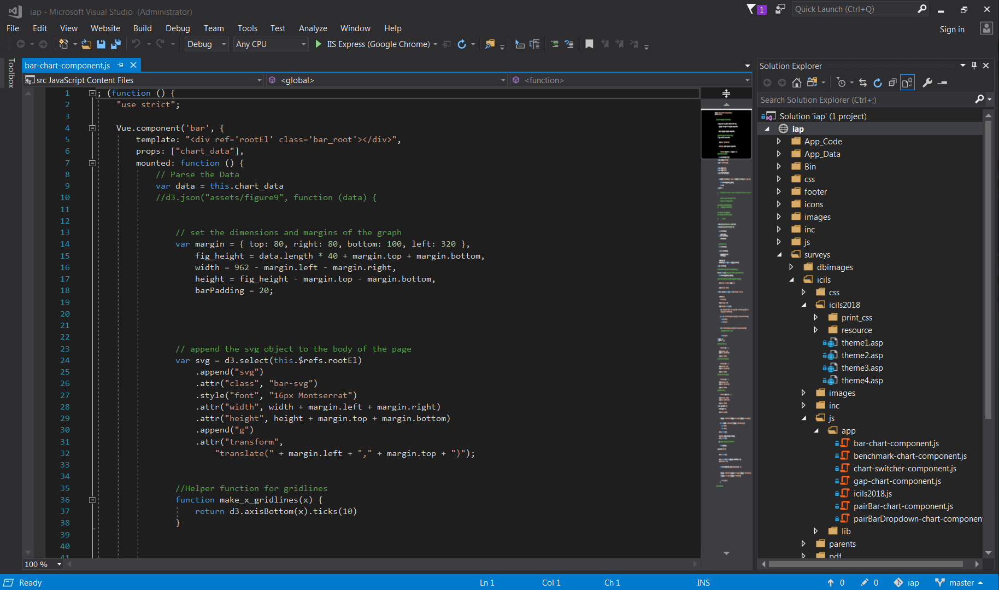 iap - Microsoft Visual Studio (Administrator)
1
Quick Launch (Ctrl+Q)
File Edit View Website Build Debug Team Tools Test Analyze Window Help
Sign in
Debug Any CPU IIS Express (Google Chrome)
Toolbox
bar-chart-component.js
src JavaScript Content Files <global> <function>
1 ; (function () {
2 "use strict";
3
4 Vue.component('bar', {
5 template: "<div ref='rootEl' class='bar_root'></div>",
6 props: ["chart_data"],
7 mounted: function () {
8 // Parse the Data
9 var data = this.chart_data
10 //d3.json("assets/figure9", function (data) {
11
12
13 // set the dimensions and margins of the graph
14 var margin = { top: 80, right: 80, bottom: 100, left: 320 },
15 fig_height = data.length * 40 + margin.top + margin.bottom,
16 width = 962 - margin.left - margin.right,
17 height = fig_height - margin.top - margin.bottom,
18 barPadding = 20;
19
20
21
22
23 // append the svg object to the body of the page
24 var svg = d3.select(this.$refs.rootEl)
25 .append("svg")
26 .attr("class", "bar-svg")
27 .style("font", "16px Montserrat")
28 .attr("width", width + margin.left + margin.right)
29 .attr("height", height + margin.top + margin.bottom)
30 .append("g")
31 .attr("transform",
32 "translate(" + margin.left + "," + margin.top + ")");
33
34
35 //Helper function for gridlines
36 function make_x_gridlines(x) {
37 return d3.axisBottom(x).ticks(10)
38 }
39
40
41
100 %
Solution Explorer
Search Solution Explorer (Ctrl+;)
Solution 'iap' (1 project)
iap
App_Code
App_Data
Bin
css
footer
icons
images
inc
js
surveys
dbimages
icils
css
icils2018
print_css
resource
theme1.asp
theme2.asp
theme3.asp
theme4.asp
images
inc
js
app
bar-chart-component.js
benchmark-chart-component.js
chart-switcher-component.js
gap-chart-component.js
icils2018.js
pairBar-chart-component.js
pairBarDropdown-chart-componen
lib
parents
pdf
Ready Ln 1 Col 1 Ch 1 INS 0 0 iap master